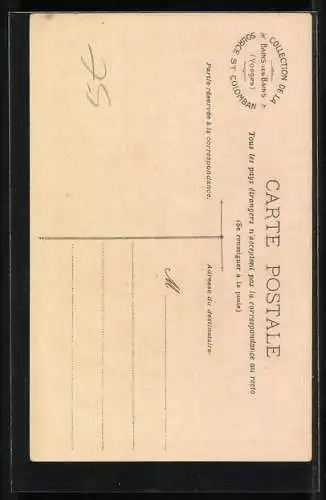 COLLECTION DE LA
SOURCE ST COLOMBAN
À BAINS-LES-BAINS
(Vosges)
CARTE POSTALE
Tous les pays étrangers n'acceptent pas la correspondance au recto
(Se renseigner à la poste)
Partie réservée à la correspondance.
Adresse du destinataire.
M
75